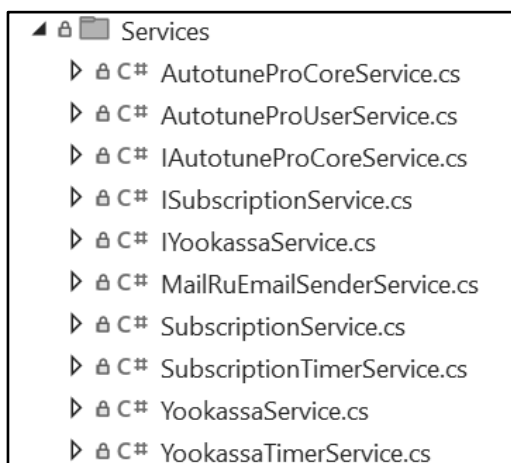 Services
C# AutotuneProCoreService.cs
C# AutotuneProUserService.cs
C# IAutotuneProCoreService.cs
C# ISubscriptionService.cs
C# IYookassaService.cs
C# MailRuEmailSenderService.cs
C# SubscriptionService.cs
C# SubscriptionTimerService.cs
C# YookassaService.cs
C# YookassaTimerService.cs